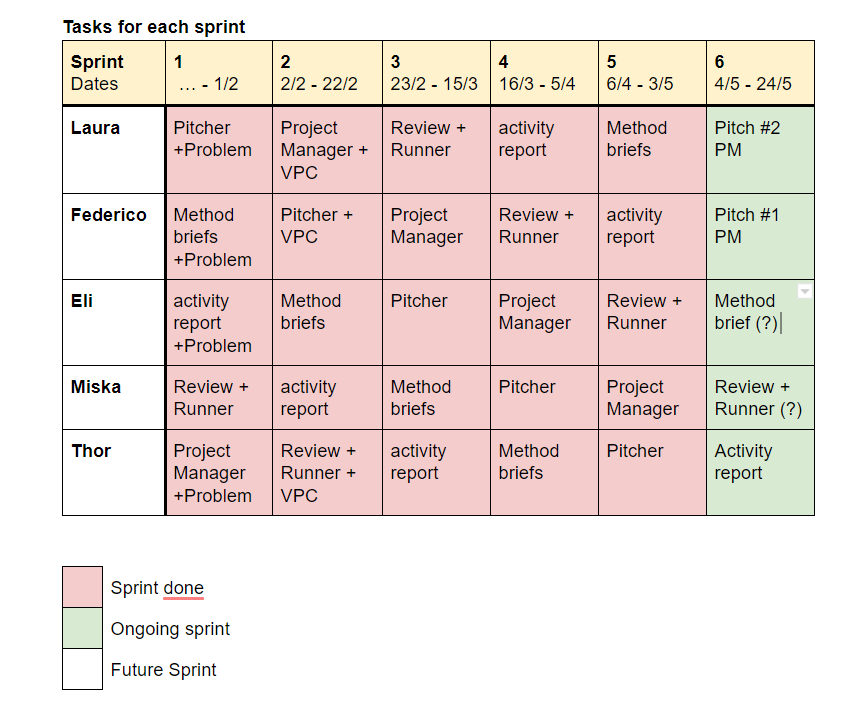 Tasks for each sprint
Sprint
Dates
1
... - 1/2
2
2/2 - 22/2
3
23/2 - 15/3
4
16/3 - 5/4
5
6/4 - 3/5
6
4/5 - 24/5
Laura
Pitcher
+Problem
Project
Manager +
VPC
Review +
Runner
activity
report
Method
briefs
Pitch #2
PM
Federico
Method
briefs
+Problem
Pitcher +
VPC
Project
Manager
Review +
Runner
activity
report
Pitch #1
PM
Eli
activity
report
+Problem
Method
briefs
Pitcher
Project
Manager
Review +
Runner
Method
brief (?)
Miska
Review +
Runner
activity
report
Method
briefs
Pitcher
Project
Manager
Review +
Runner (?)
Thor
Project
Manager
+Problem
Review +
Runner +
VPC
activity
report
Method
briefs
Pitcher
Activity
report
Sprint done
Ongoing sprint
Future Sprint